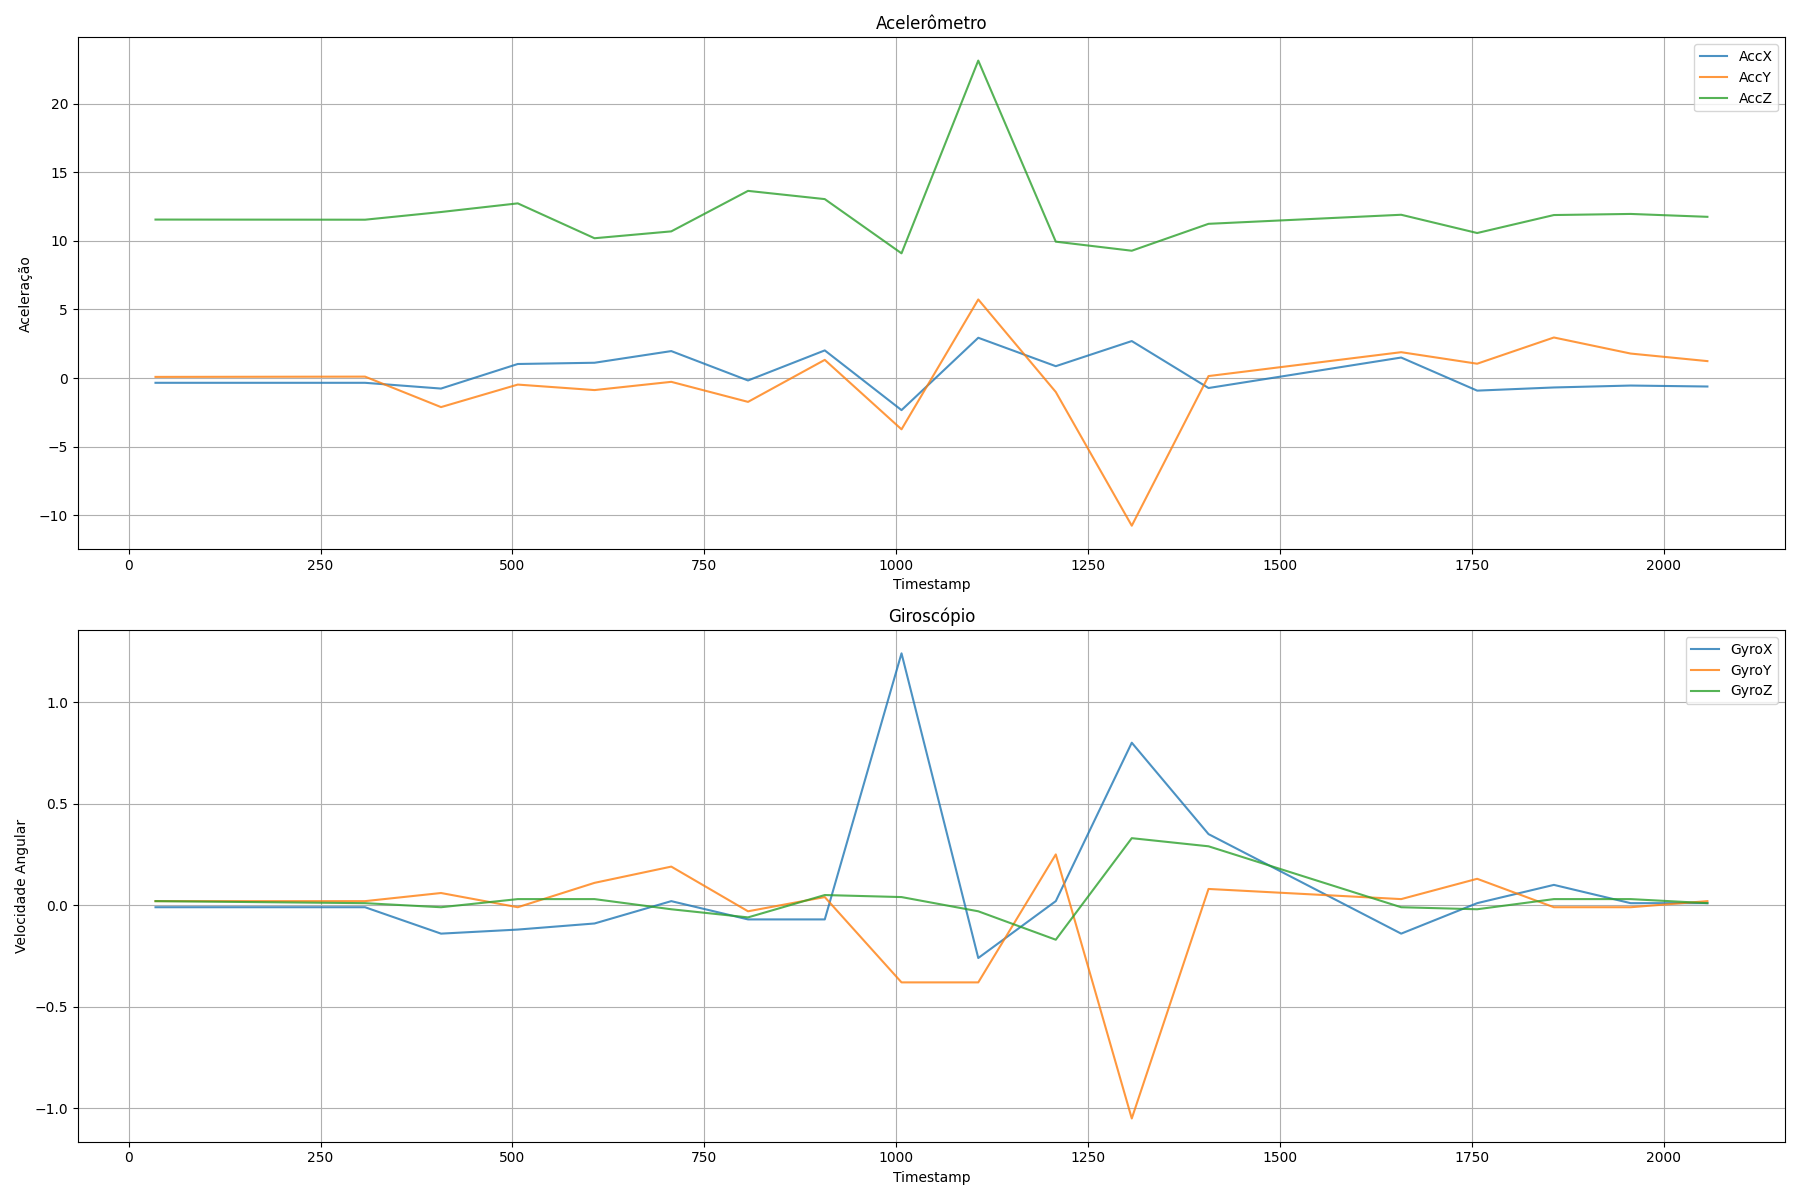 Acelerômetro
AccX
AccY
AccZ
20
15
10
5
0
−5
−10
Aceleração
0 250 500 750 1000 1250 1500 1750 2000
Timestamp
Giroscópio
GyroX
GyroY
GyroZ
1.0
0.5
0.0
−0.5
−1.0
Velocidade Angular
0 250 500 750 1000 1250 1500 1750 2000
Timestamp